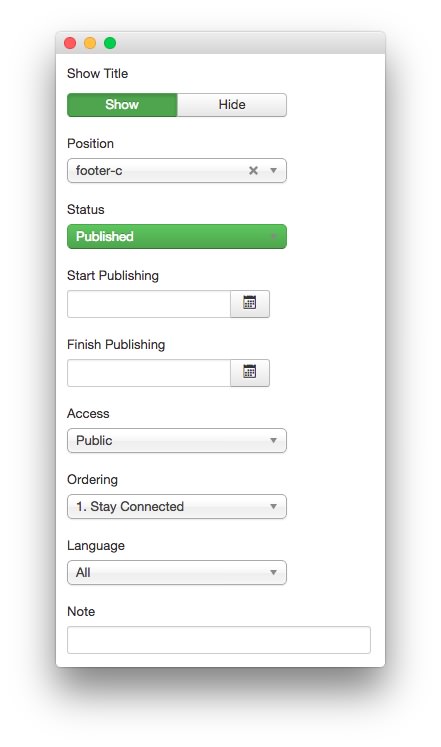 Show Title
Show Hide
Position
footer-c
Status
Published
Start Publishing
Finish Publishing
Access
Public
Ordering
1. Stay Connected
Language
All
Note